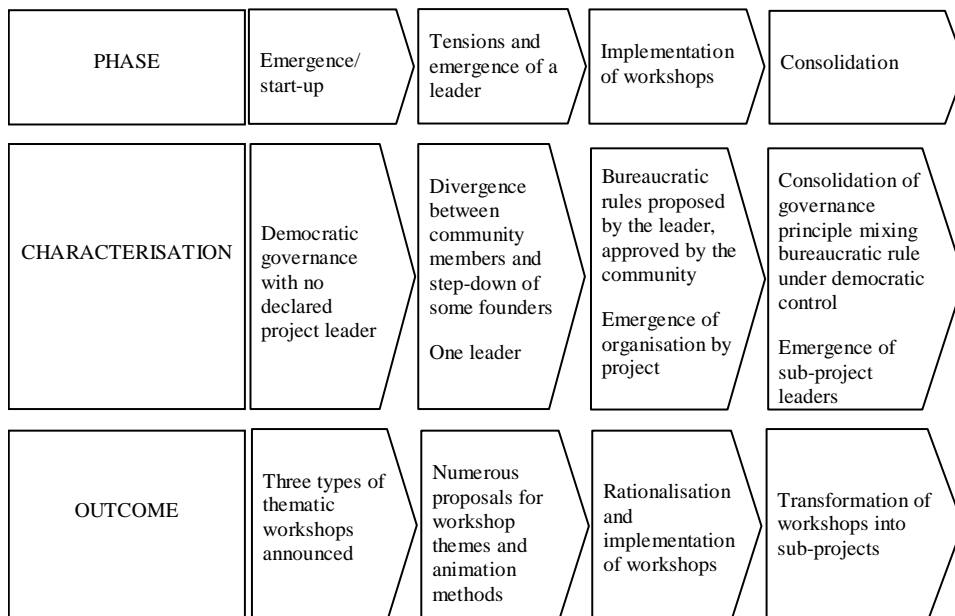 PHASE
Emergence/
start-up
Tensions and
emergence of a
leader
Implementation
of workshops
Consolidation
CHARACTERISATION
Democratic
governance
with no
declared
project leader
Divergence
between
community
members and
step-down of
some founders
One leader
Bureaucratic
rules proposed
by the leader,
approved by the
community
Emergence of
organisation by
project
Consolidation of
governance
principle mixing
bureaucratic rule
under democratic
control
Emergence of
sub-project
leaders
OUTCOME
Three types of
thematic
workshops
announced
Numerous
proposals for
workshop
themes and
animation
methods
Rationalisation
and
implementation
of workshops
Transformation of
workshops into
sub-projects